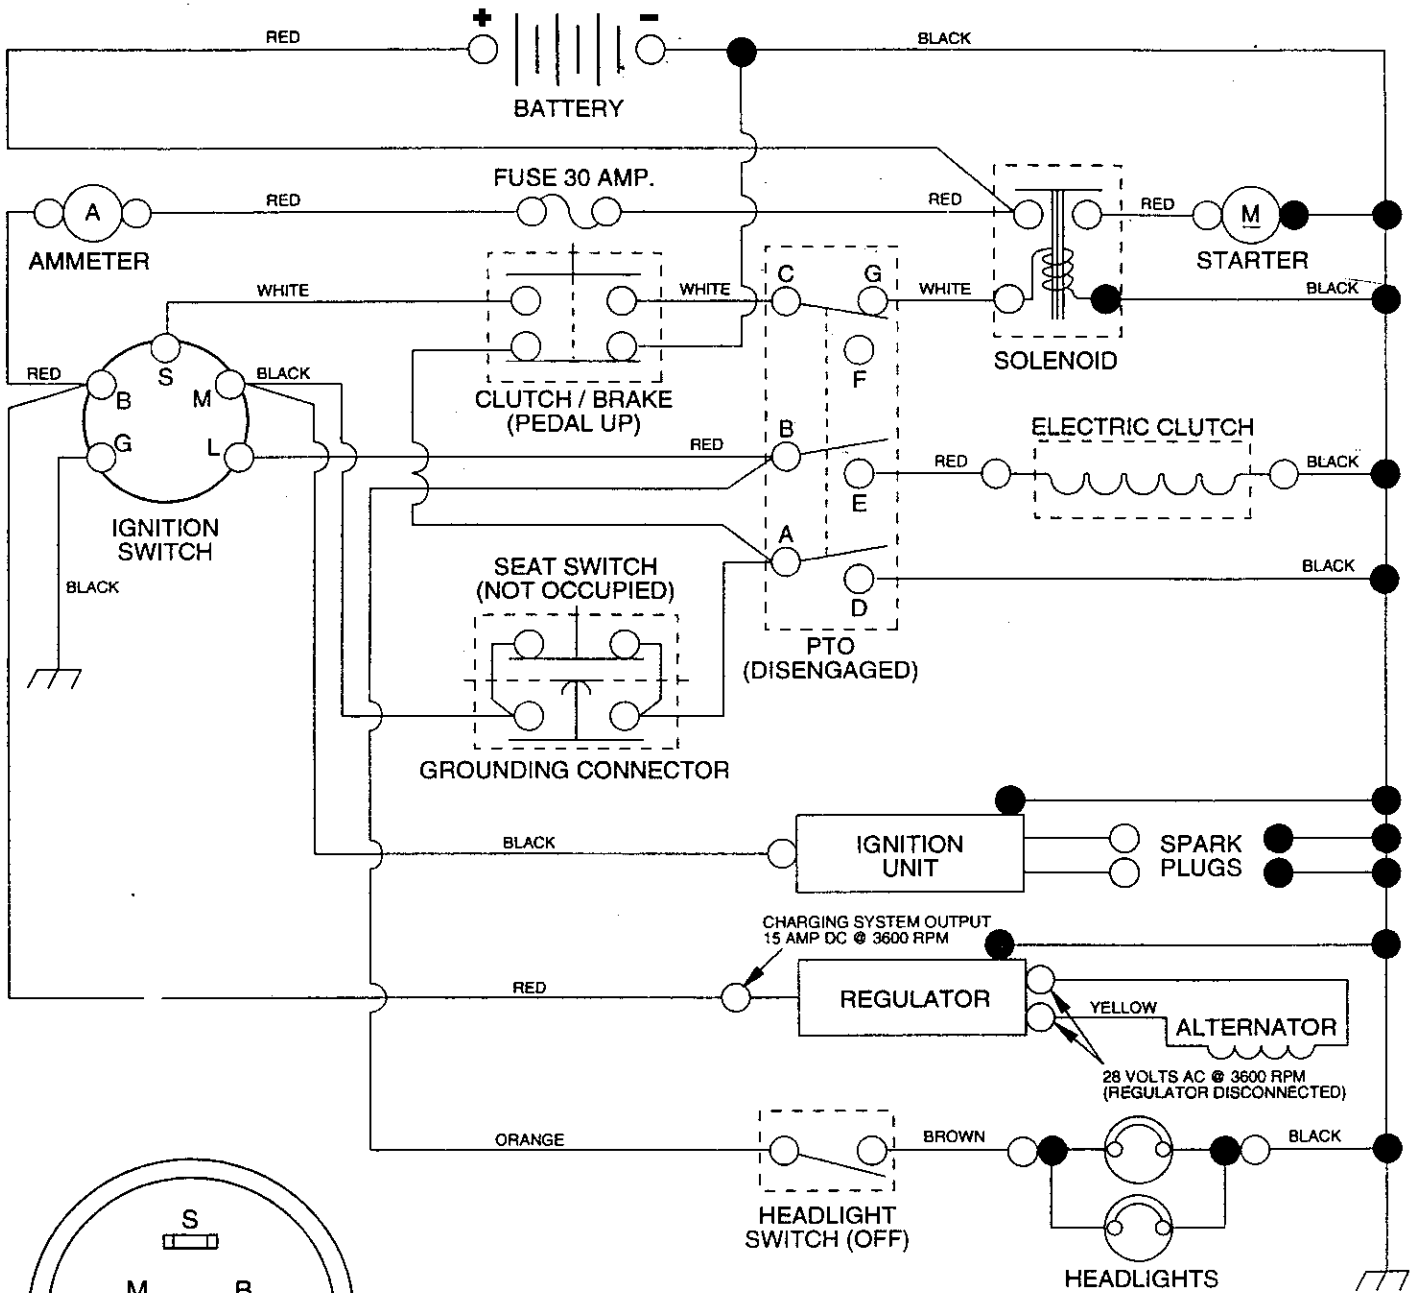 + -
RED
BLACK
BATTERY
FUSE 30 AMP.
A
RED
RED
RED
M
AMMETER
STARTER
WHITE
WHITE
C
G
WHITE
BLACK
S
F
SOLENOID
RED
B
M
BLACK
CLUTCH / BRAKE
(PEDAL UP)
G
L
RED
B
ELECTRIC CLUTCH
RED
BLACK
E
IGNITION
SWITCH
A
SEAT SWITCH
(NOT OCCUPIED)
BLACK
BLACK
D
PTO
(DISENGAGED)
GROUNDING CONNECTOR
BLACK
IGNITION
UNIT
SPARK
PLUGS
CHARGING SYSTEM OUTPUT
15 AMP DC @ 3600 RPM
RED
REGULATOR
YELLOW
ALTERNATOR
28 VOLTS AC @ 3600 RPM
(REGULATOR DISCONNECTED)
ORANGE
BROWN
BLACK
HEADLIGHT
SWITCH (OFF)
HEADLIGHTS
S
M B